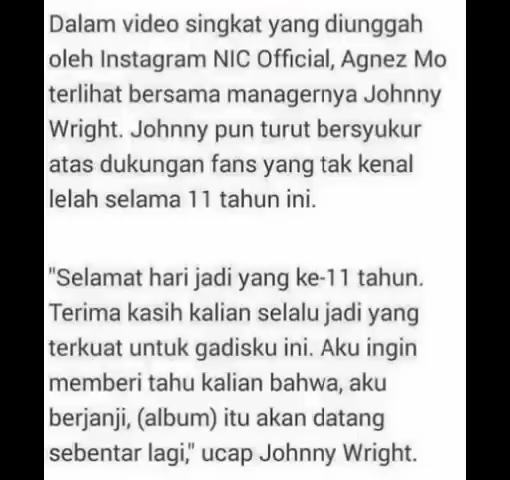 Dalam video singkat yang diunggah
oleh Instagram NIC Official, Agnez Mo
terlihat bersama managernya Johnny
Wright. Johnny pun turut bersyukur
atas dukungan fans yang tak kenal
lelah selama 11 tahun ini.
"Selamat hari jadi yang ke-11 tahun.
Terima kasih kalian selalu jadi yang
terkuat untuk gadisku ini. Aku ingin
memberi tahu kalian bahwa, aku
berjanji, (album) itu akan datang
sebentar lagi," ucap Johnny Wright.